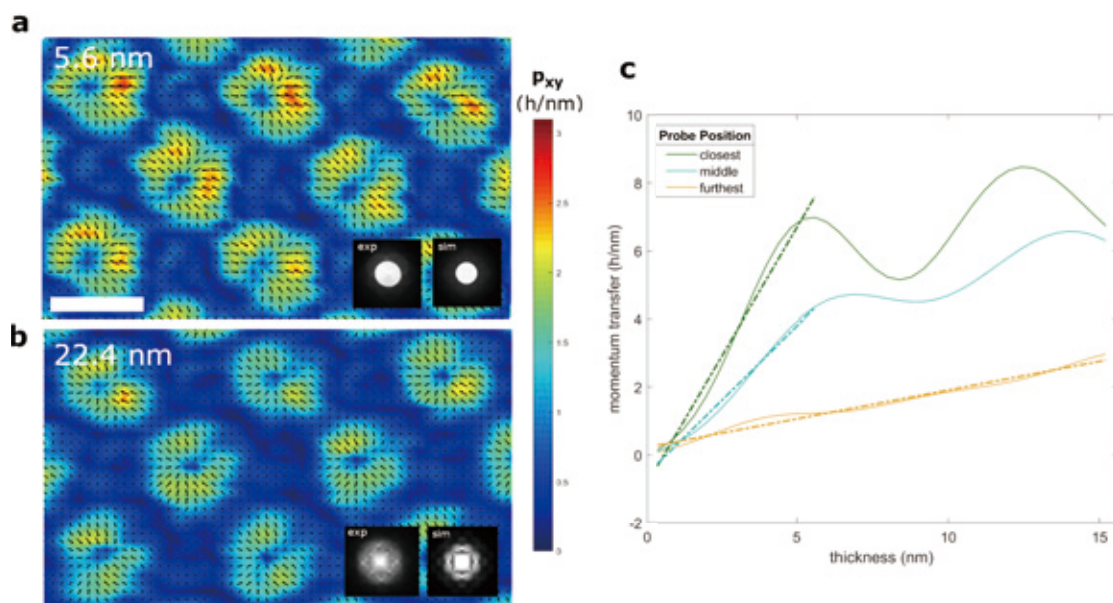 a
5.6 nm
exp
sim
b
22.4 nm
exp
sim
p_xy
(h/nm)
3
2.5
2
1.5
1
0.5
0
c
Probe Position
closest
middle
furthest
10
8
6
4
2
0
-2
momentum transfer (h/nm)
0
5
10
15
thickness (nm)